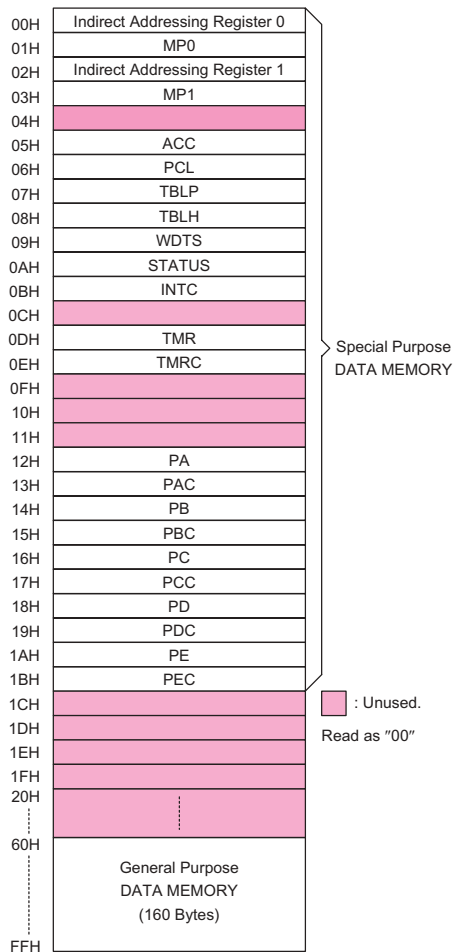 00H Indirect Addressing Register 0
01H MP0
02H Indirect Addressing Register 1
03H MP1
04H
05H ACC
06H PCL
07H TBLP
08H TBLH
09H WDTS
0AH STATUS
0BH INTC
0CH
0DH TMR
0EH TMRC
Special Purpose
DATA MEMORY
0FH
10H
11H
12H PA
13H PAC
14H PB
15H PBC
16H PC
17H PCC
18H PD
19H PDC
1AH PE
1BH PEC
1CH
: Unused.
Read as "00"
1DH
1EH
1FH
20H
60H
General Purpose
DATA MEMORY
(160 Bytes)
FFH